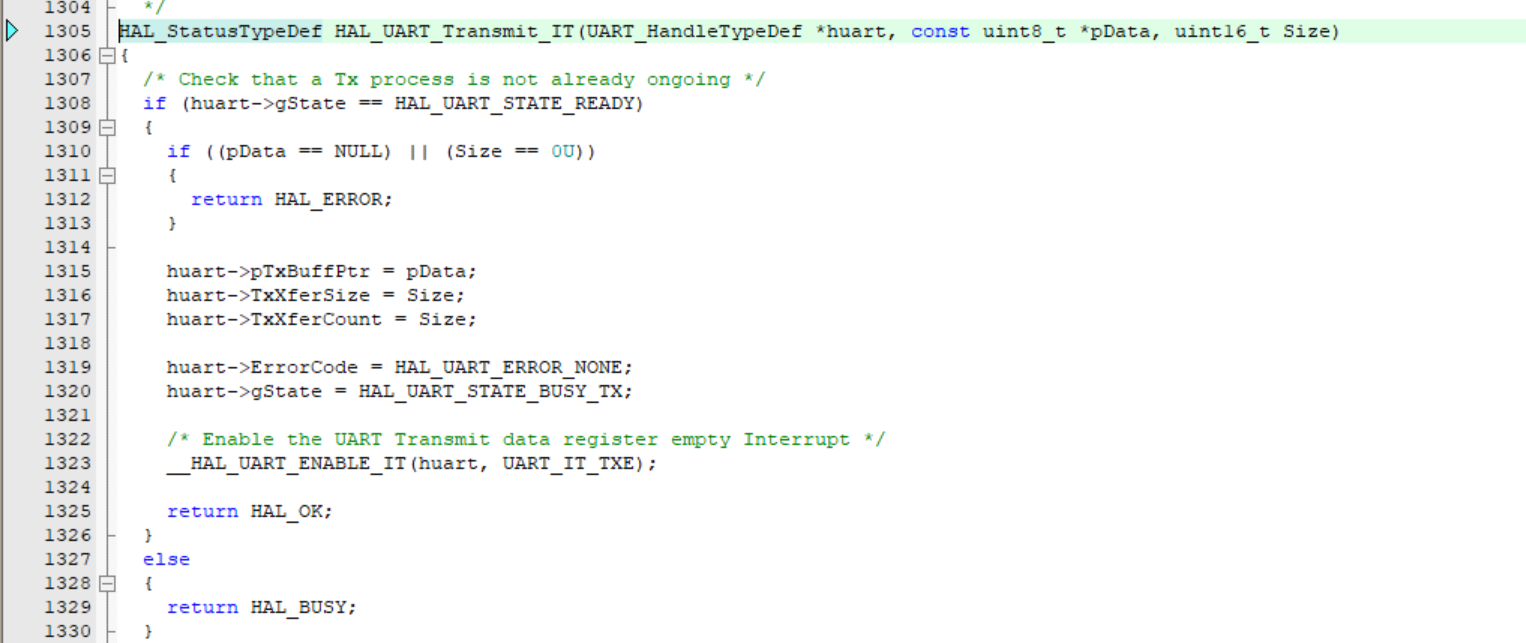 1304 */
1305 HAL_StatusTypeDef HAL_UART_Transmit_IT(UART_HandleTypeDef *huart, const uint8_t *pData, uint16_t Size)
1306 {
1307 /* Check that a Tx process is not already ongoing */
1308 if (huart->gState == HAL_UART_STATE_READY)
1309 {
1310 if ((pData == NULL) || (Size == 0U))
1311 {
1312 return HAL_ERROR;
1313 }
1314
1315 huart->pTxBuffPtr = pData;
1316 huart->TxXferSize = Size;
1317 huart->TxXferCount = Size;
1318
1319 huart->ErrorCode = HAL_UART_ERROR_NONE;
1320 huart->gState = HAL_UART_STATE_BUSY_TX;
1321
1322 /* Enable the UART Transmit data register empty Interrupt */
1323 __HAL_UART_ENABLE_IT(huart, UART_IT_TXE);
1324
1325 return HAL_OK;
1326 }
1327 else
1328 {
1329 return HAL_BUSY;
1330 }